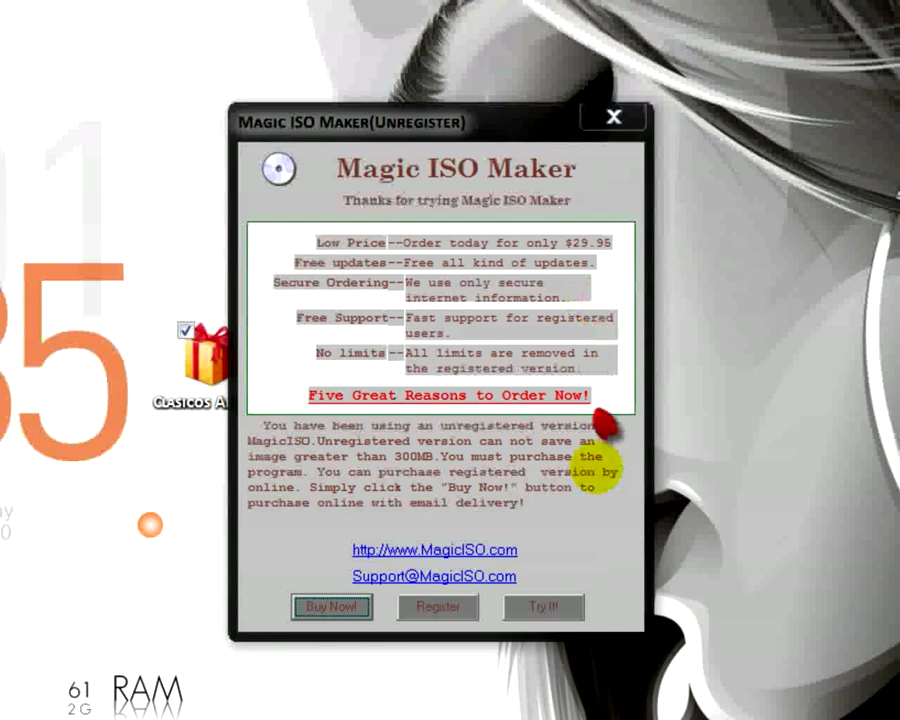 MAGIC ISO MAKER(UNREGISTER)
X
Magic ISO Maker
Thanks for trying Magic ISO Maker
Low Price--Order today for only $29.95
Free updates--Free all kind of updates.
Secure Ordering--We use only secure
internet information.
Free Support--Fast support for registered
users.
No limits--All limits are removed in
the registered version.
Five Great Reasons to Order Now!
You have been using an unregistered version
MagicISO.Unregistered version can not save an
image greater than 300MB.You must purchase the
program. You can purchase registered version by
online. Simply click the "Buy Now!" button to
purchase online with email delivery!
http://www.MagicISO.com
Support@MagicISO.com
Buy Now! Register Try It!
CLASICOS A
61
2 G
RAM